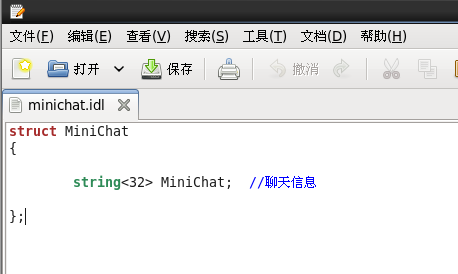 文件(F) 编辑(E) 查看(V) 搜索(S) 工具(T) 文档(D) 帮助(H)
打开 保存 撤消
minichat.idl
struct MiniChat
{
string<32> MiniChat; //聊天信息
};